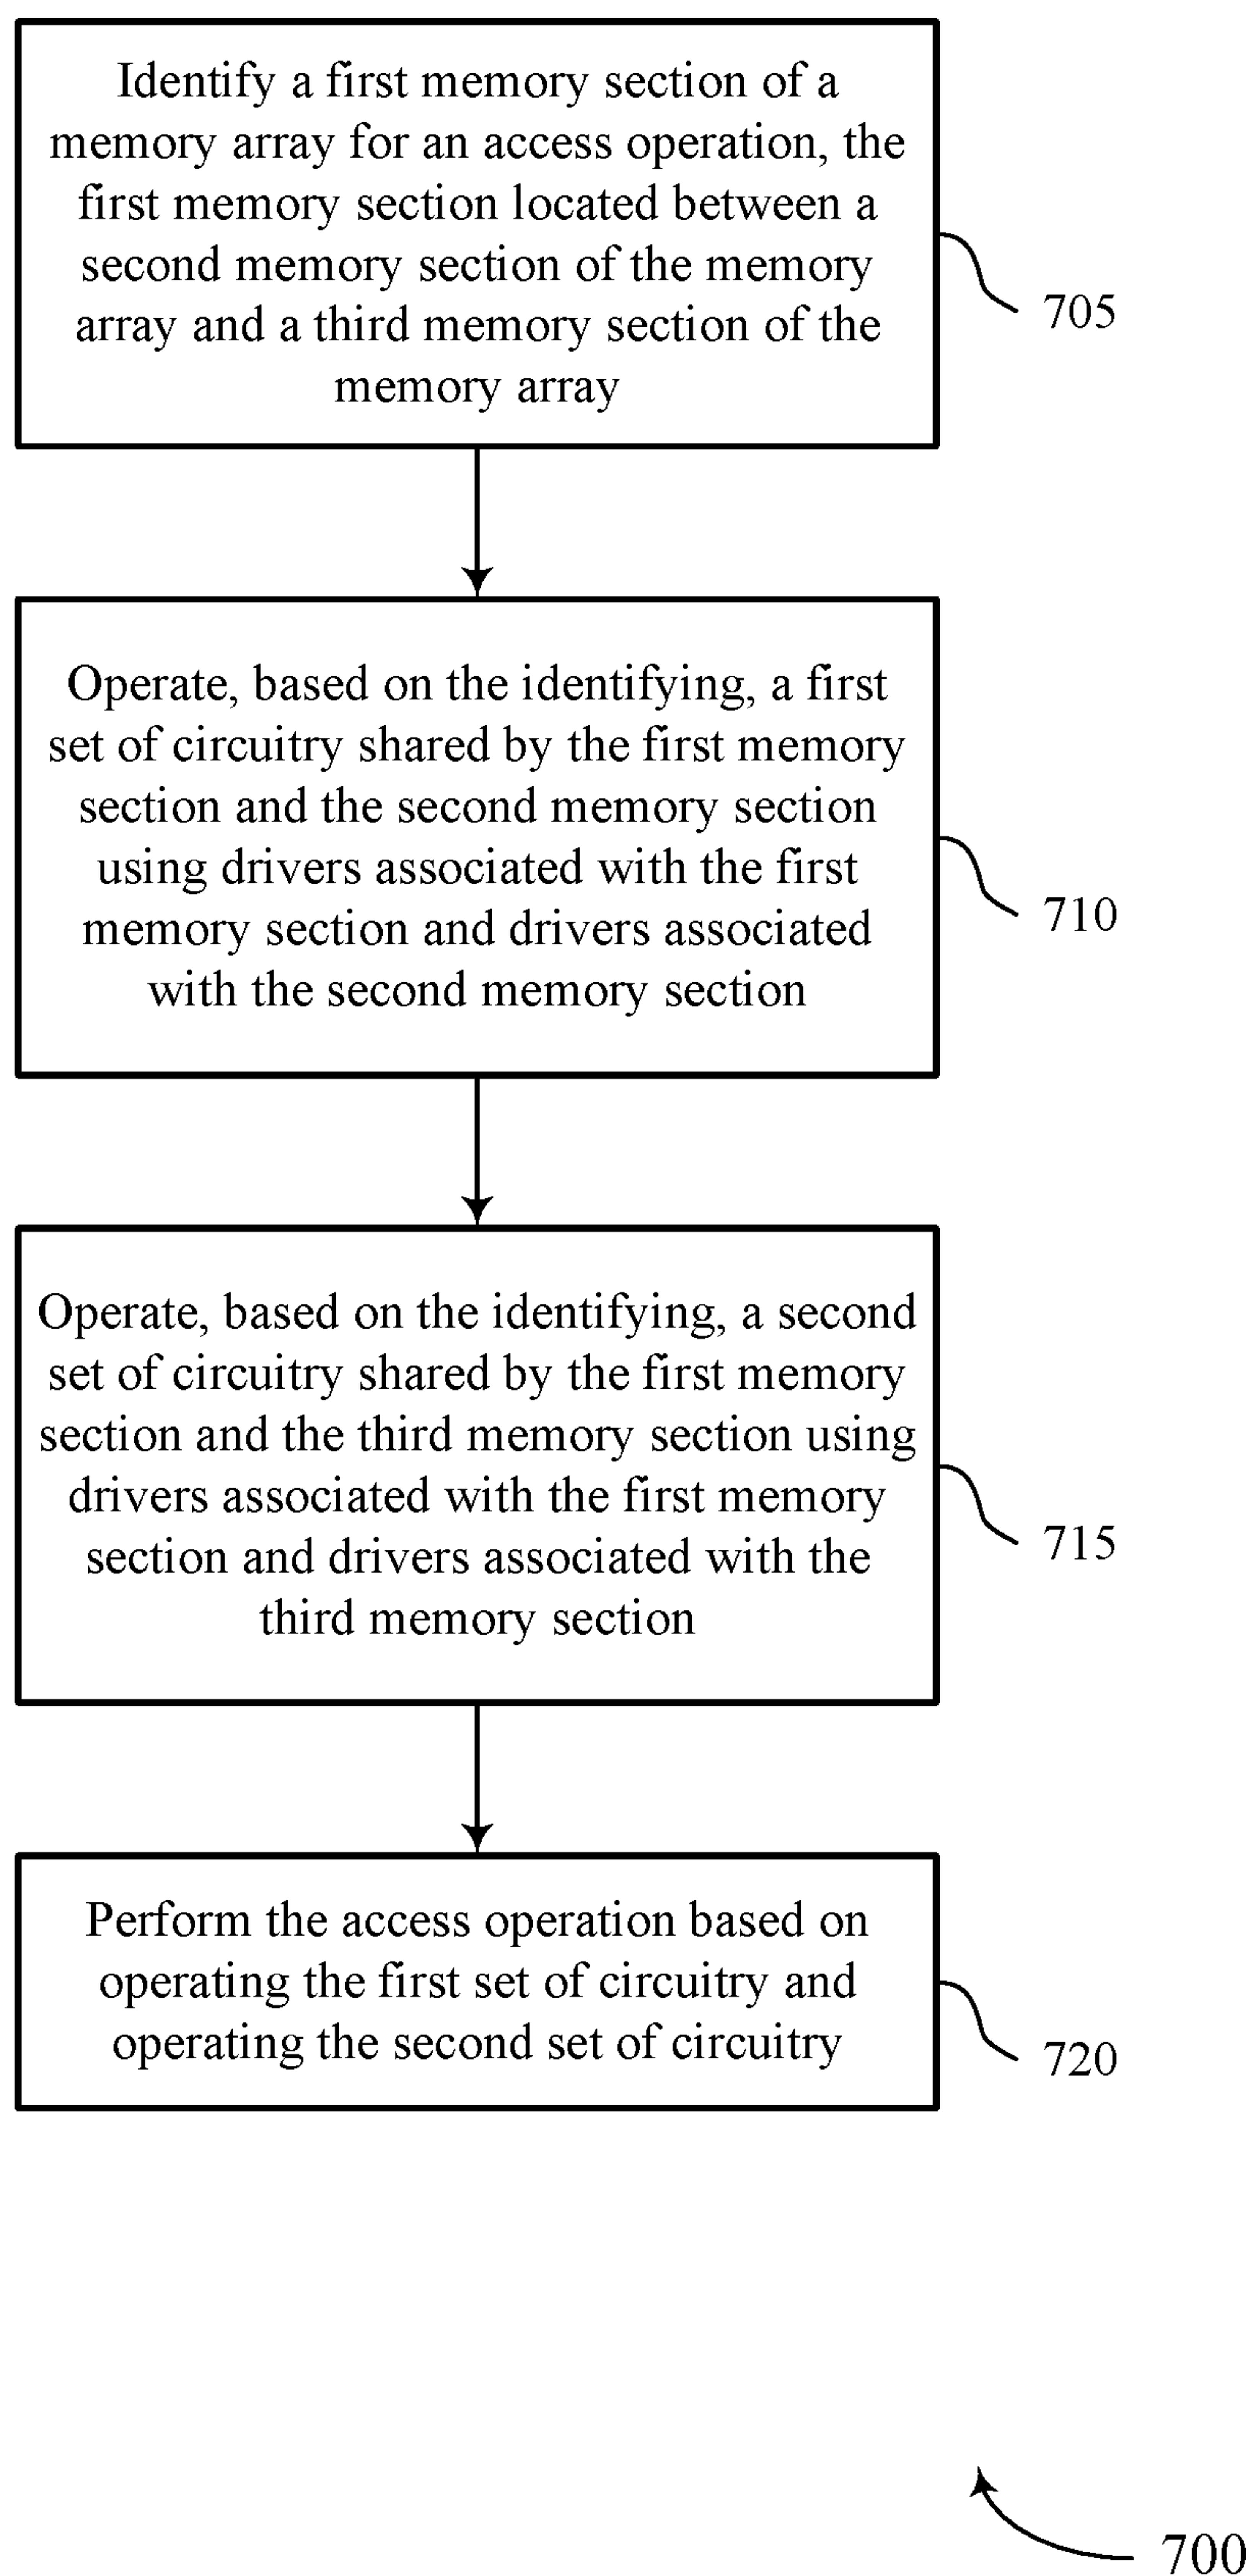 Identify a first memory section of a
memory array for an access operation, the
first memory section located between a
second memory section of the memory
array and a third memory section of the
memory array
705
Operate, based on the identifying, a first
set of circuitry shared by the first memory
section and the second memory section
using drivers associated with the first
memory section and drivers associated
with the second memory section
710
Operate, based on the identifying, a second
set of circuitry shared by the first memory
section and the third memory section using
drivers associated with the first memory
section and drivers associated with the
third memory section
715
Perform the access operation based on
operating the first set of circuitry and
operating the second set of circuitry
720
700